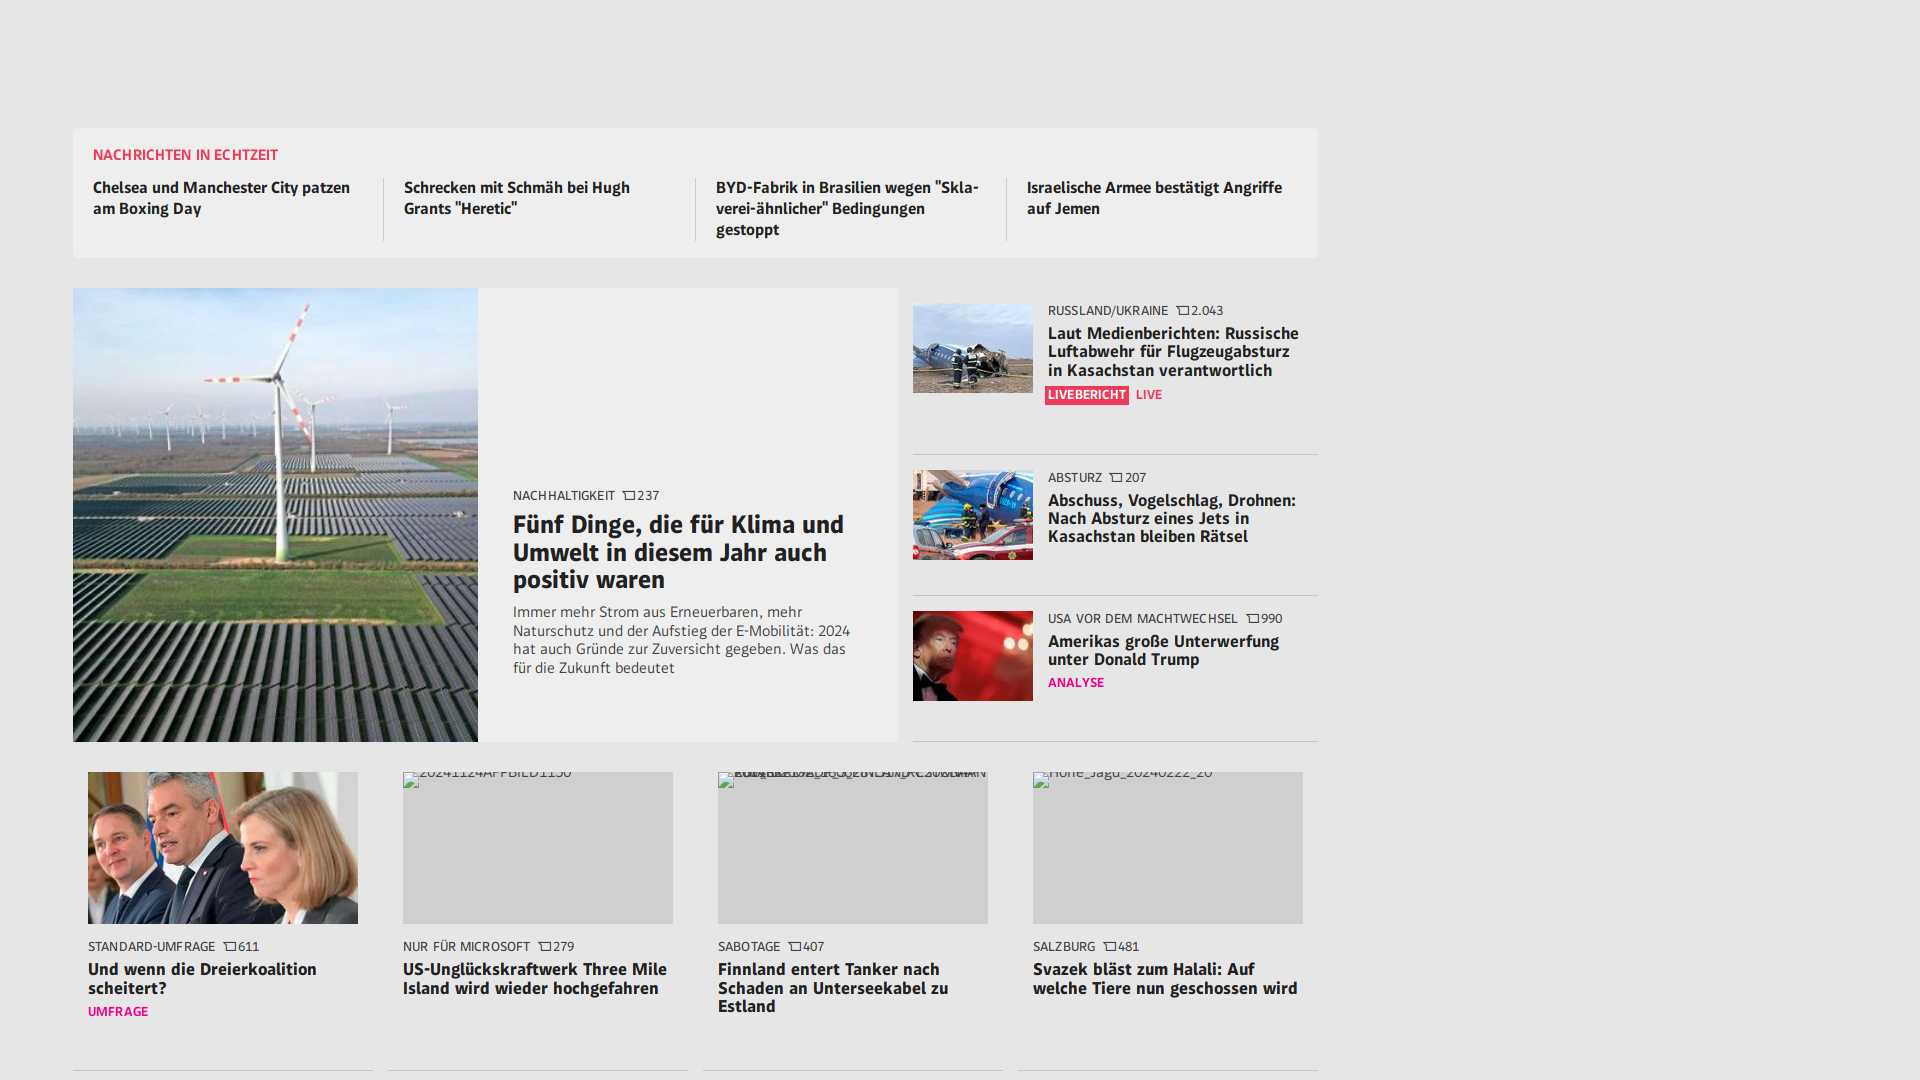 NACHRICHTEN IN ECHTZEIT
Chelsea und Manchester City patzen
am Boxing Day
Schrecken mit Schmäh bei Hugh
Grants "Heretic"
BYD-Fabrik in Brasilien wegen "Skla-
verei-ähnlicher" Bedingungen
gestoppt
Israelische Armee bestätigt Angriffe
auf Jemen
NACHHALTIGKEIT 237
Fünf Dinge, die für Klima und
Umwelt in diesem Jahr auch
positiv waren
Immer mehr Strom aus Erneuerbaren, mehr
Naturschutz und der Aufstieg der E-Mobilität: 2024
hat auch Gründe zur Zuversicht gegeben. Was das
für die Zukunft bedeutet
RUSSLAND/UKRAINE 2.043
Laut Medienberichten: Russische
Luftabwehr für Flugzeugabsturz
in Kasachstan verantwortlich
LIVEBERICHT LIVE
ABSTURZ 207
Abschuss, Vogelschlag, Drohnen:
Nach Absturz eines Jets in
Kasachstan bleiben Rätsel
USA VOR DEM MACHTWECHSEL 990
Amerikas große Unterwerfung
unter Donald Trump
ANALYSE
STANDARD-UMFRAGE 611
Und wenn die Dreierkoalition
scheitert?
UMFRAGE
20241124AFPBILD1150
NUR FÜR MICROSOFT 279
US-Unglückskraftwerk Three Mile
Island wird wieder hochgefahren
SABOTAGE 407
Finnland entert Tanker nach
Schaden an Unterseekabel zu
Estland
Hohe_Jagd_20240222_20
SALZBURG 481
Svazek bläst zum Halali: Auf
welche Tiere nun geschossen wird